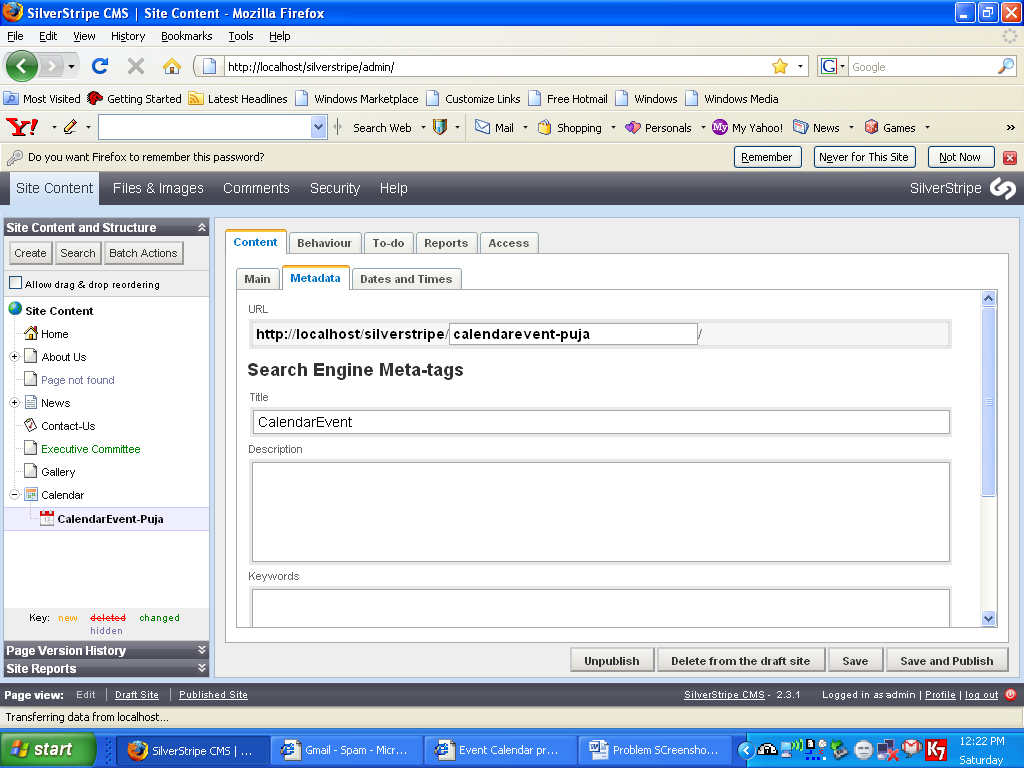 SilverStripe CMS | Site Content - Mozilla Firefox
File Edit View History Bookmarks Tools Help
http://localhost/silverstripe/admin/
G Google
Most Visited Getting Started Latest Headlines Windows Marketplace Customize Links Free Hotmail Windows Windows Media
Y! Search Web Mail Shopping Personals My Yahoo! News Games »
Do you want Firefox to remember this password? Remember Never for This Site Not Now
Site Content Files & Images Comments Security Help SilverStripe
Site Content and Structure
Create Search Batch Actions
Allow drag & drop reordering
Site Content
Home
About Us
Page not found
News
Contact-Us
Executive Committee
Gallery
Calendar
17 CalendarEvent-Puja
Key: new deleted changed
hidden
Page Version History
Site Reports
Content Behaviour To-do Reports Access
Main Metadata Dates and Times
URL
http://localhost/silverstripe/ calendarevent-puja /
Search Engine Meta-tags
Title
CalendarEvent
Description
Keywords
Unpublish Delete from the draft site Save Save and Publish
Page view: Edit | Draft Site | Published Site SilverStripe CMS - 2.3.1 Logged in as admin | Profile | log out
Transferring data from localhost...
start SilverStripe CMS | ... Gmail - Spam - Micr... Event Calendar pr... Problem SCreensho... K7 12:22 PM
Saturday